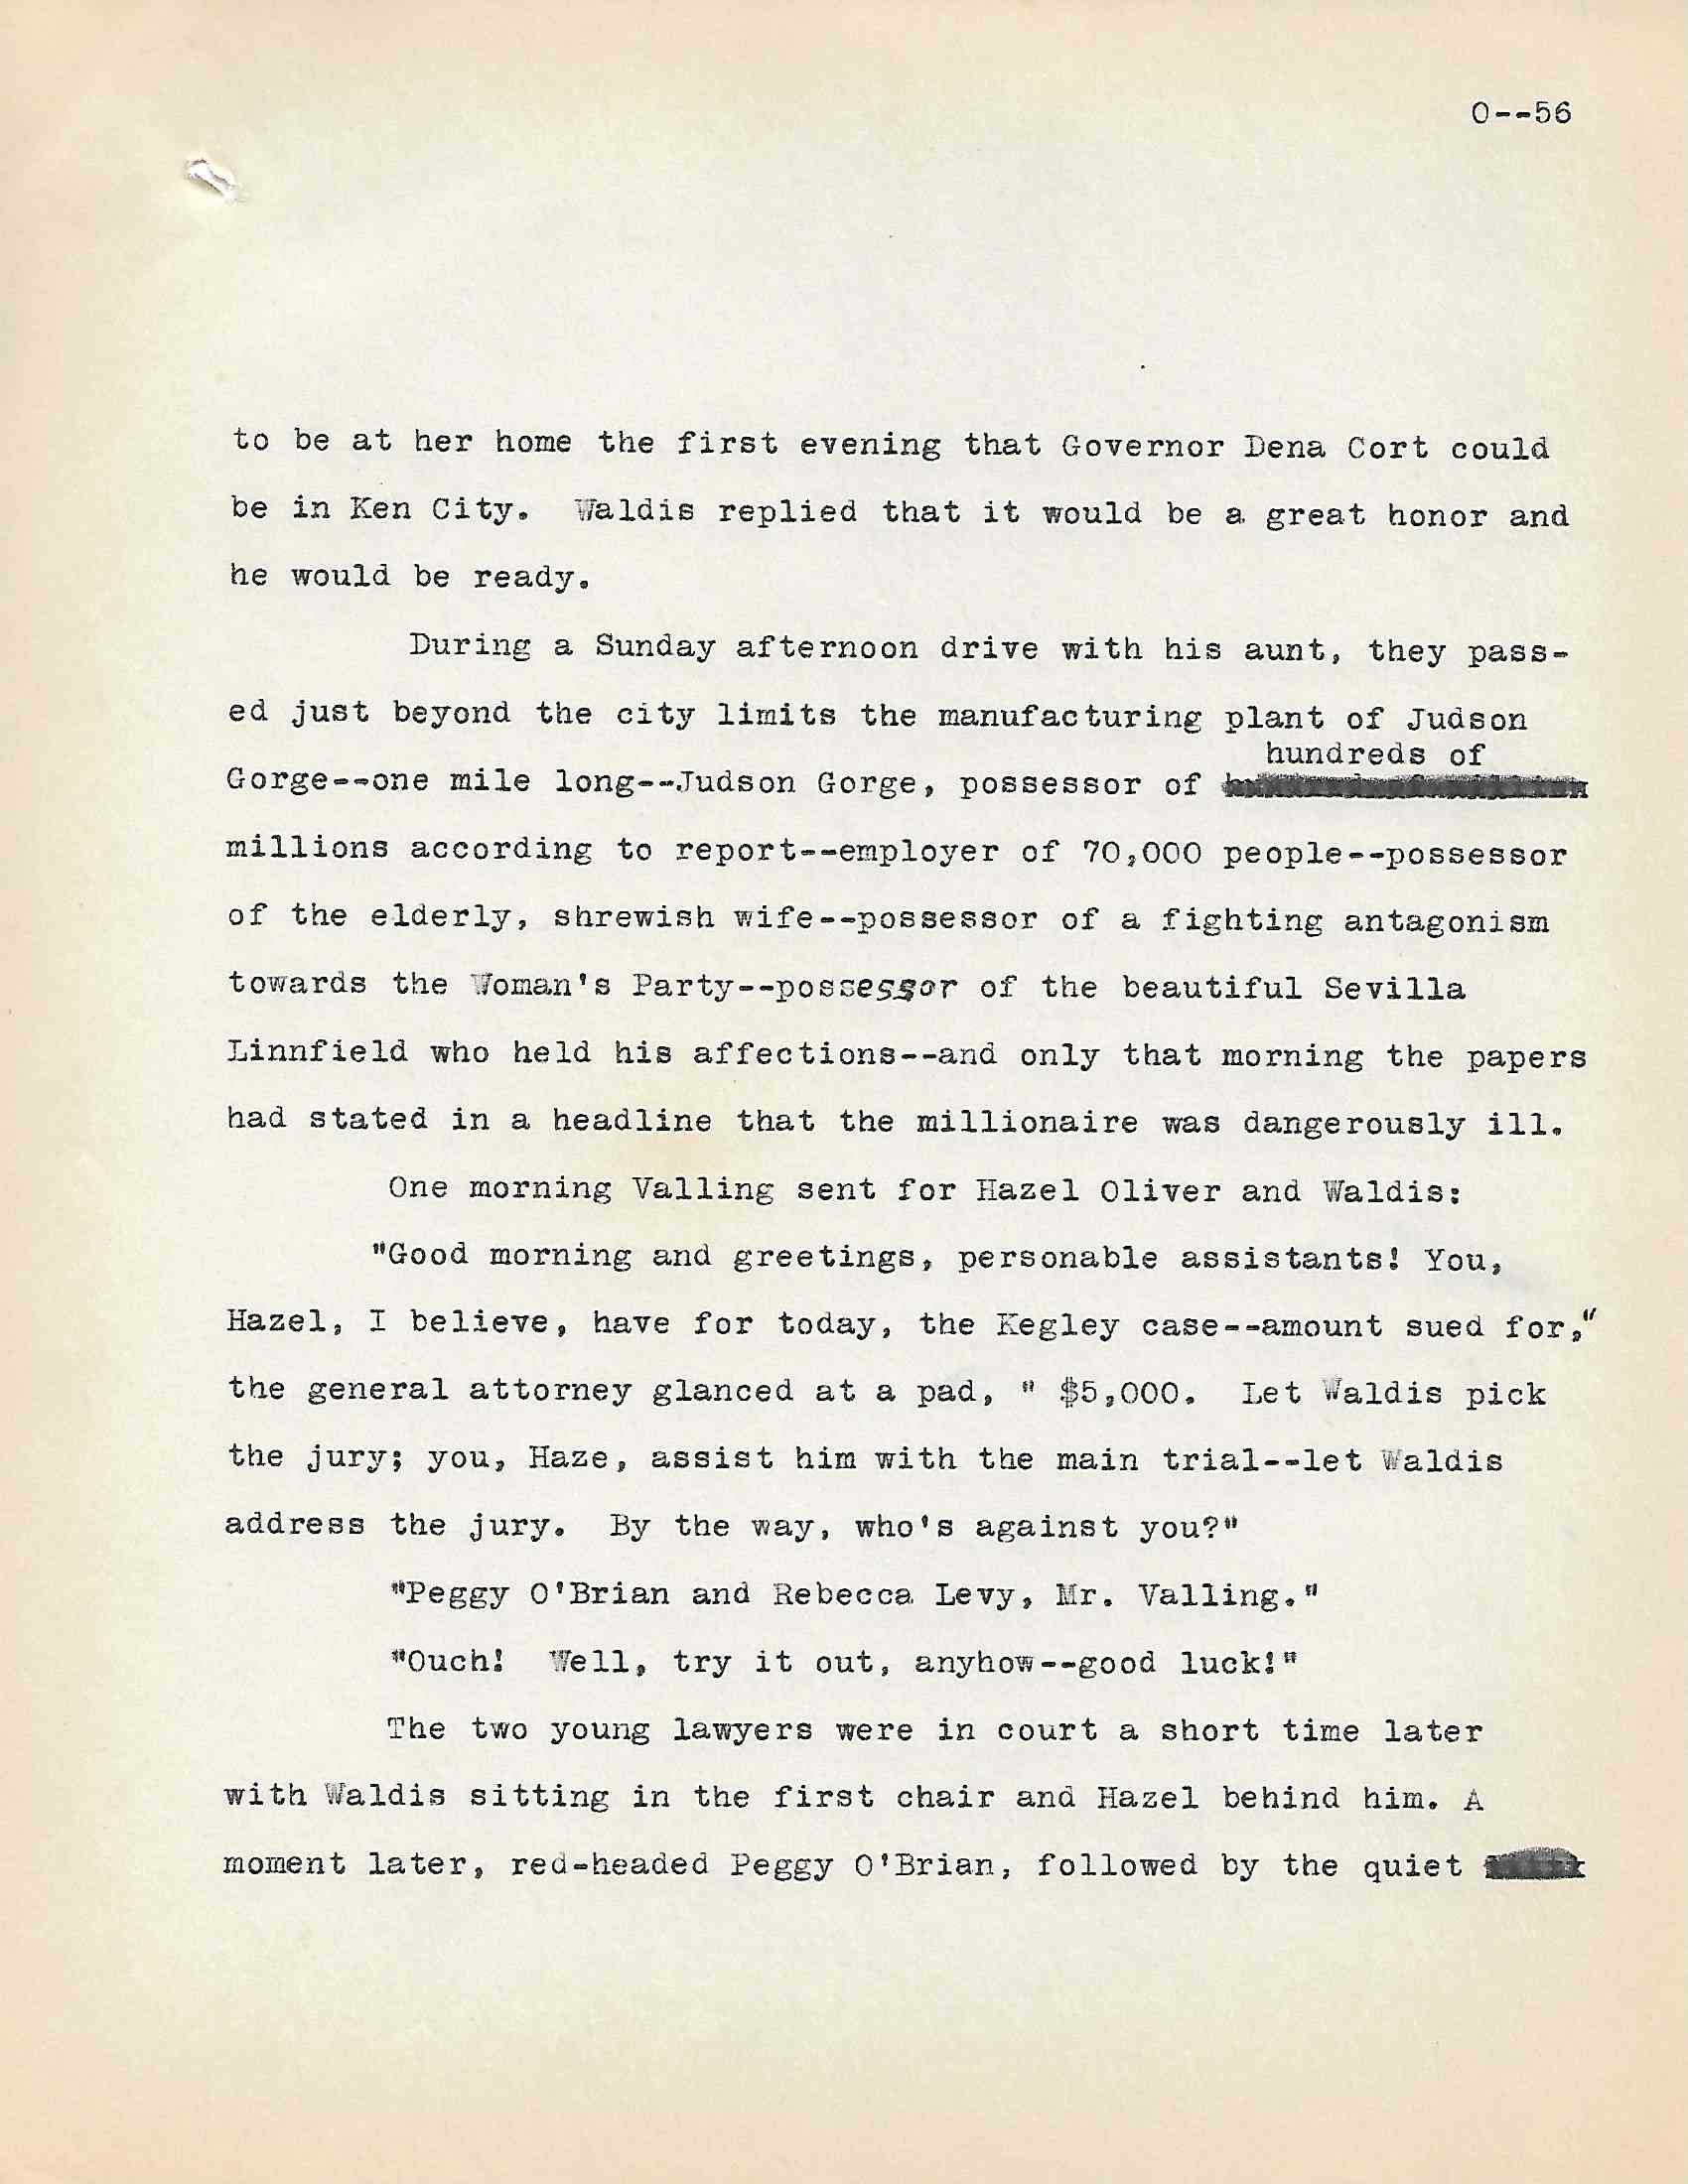 0--56
to be at her home the first evening that Governor Dena Cort could
be in Ken City.  Waldis replied that it would be a great honor and
he would be ready.
During a Sunday afternoon drive with his aunt, they pass-
ed just beyond the city limits the manufacturing plant of Judson
hundreds of
Gorge--one mile long--Judson Gorge, possessor of
millions according to report--employer of 70,000 people--possessor
of the elderly, shrewish wife--possessor of a fighting antagonism
towards the Woman's Party--possessor of the beautiful Sevilla
Linnfield who held his affections--and only that morning the papers
had stated in a headline that the millionaire was dangerously ill.
One morning Valling sent for Hazel Oliver and Waldis:
"Good morning and greetings, personable assistants! You,
Hazel, I believe, have for today, the Kegley case--amount sued for,"
the general attorney glanced at a pad, " $5,000.  Let Waldis pick
the jury; you, Haze, assist him with the main trial--let Waldis
address the jury.  By the way, who's against you?"
"Peggy O'Brian and Rebecca Levy, Mr. Valling."
"Ouch!  Well, try it out, anyhow--good luck!"
The two young lawyers were in court a short time later
with Waldis sitting in the first chair and Hazel behind him. A
moment later, red-headed Peggy O'Brian, followed by the quiet